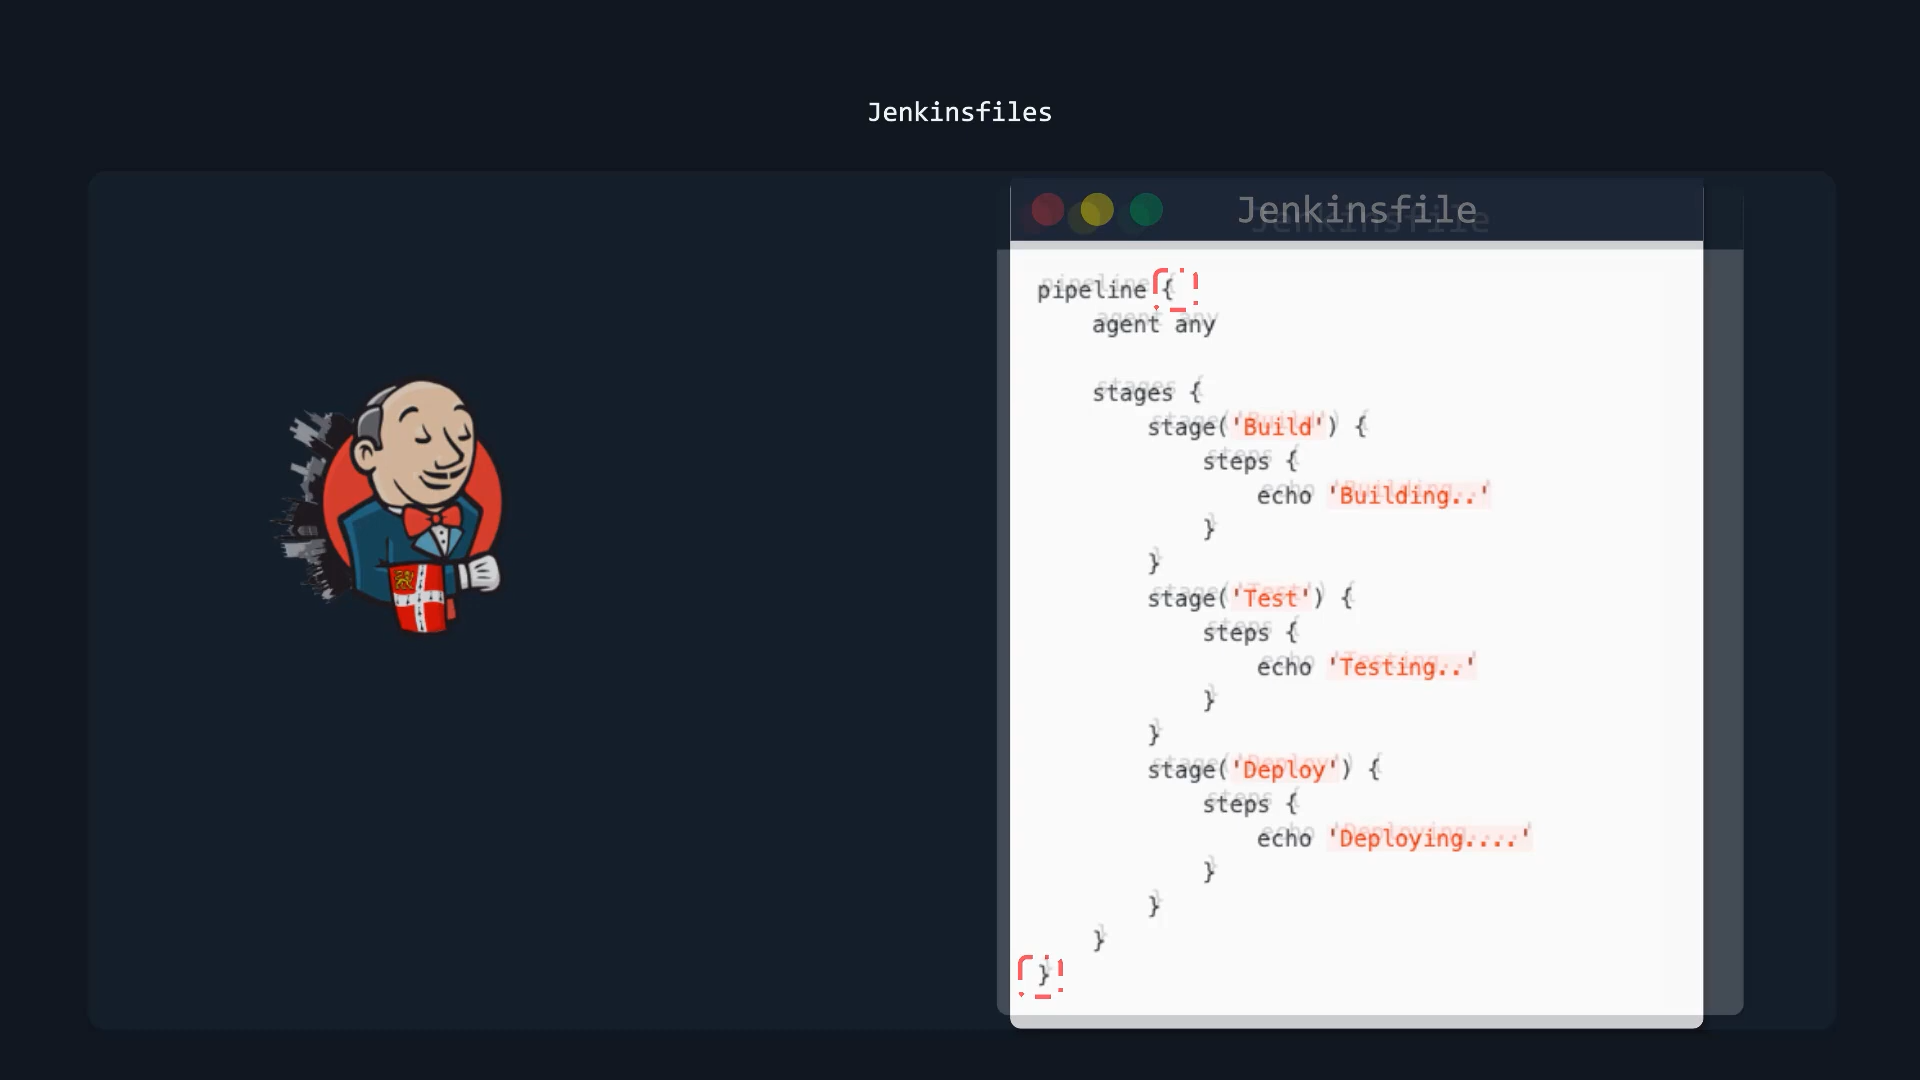 Jenkinsfiles
Jenkinsfile
pipeline {
    agent any
    stages {
        stage('Build') {
            steps {
                echo 'Building..'
            }
        }
        stage('Test') {
            steps {
                echo 'Testing..'
            }
        }
        stage('Deploy') {
            steps {
                echo 'Deploying....'
            }
        }
    }
}